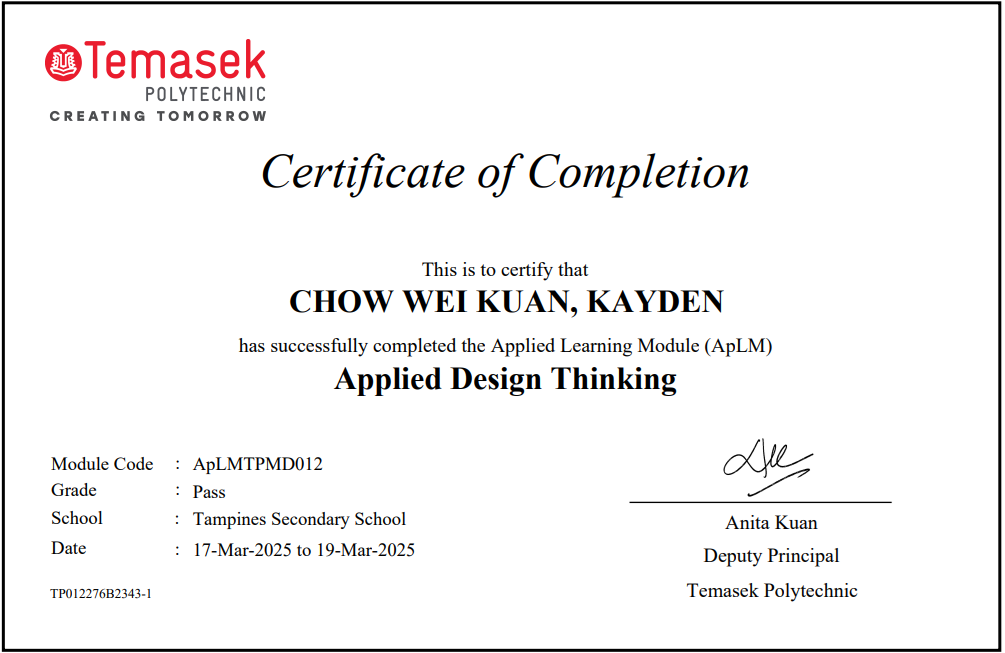 Temasek
POLYTECHNIC
CREATING TOMORROW
Certificate of Completion
This is to certify that
CHOW WEI KUAN, KAYDEN
has successfully completed the Applied Learning Module (ApLM)
Applied Design Thinking
Module Code : ApLMTPMD012
Grade : Pass
School : Tampines Secondary School
Date : 17-Mar-2025 to 19-Mar-2025
TP012276B2343-1
Anita Kuan
Deputy Principal
Temasek Polytechnic